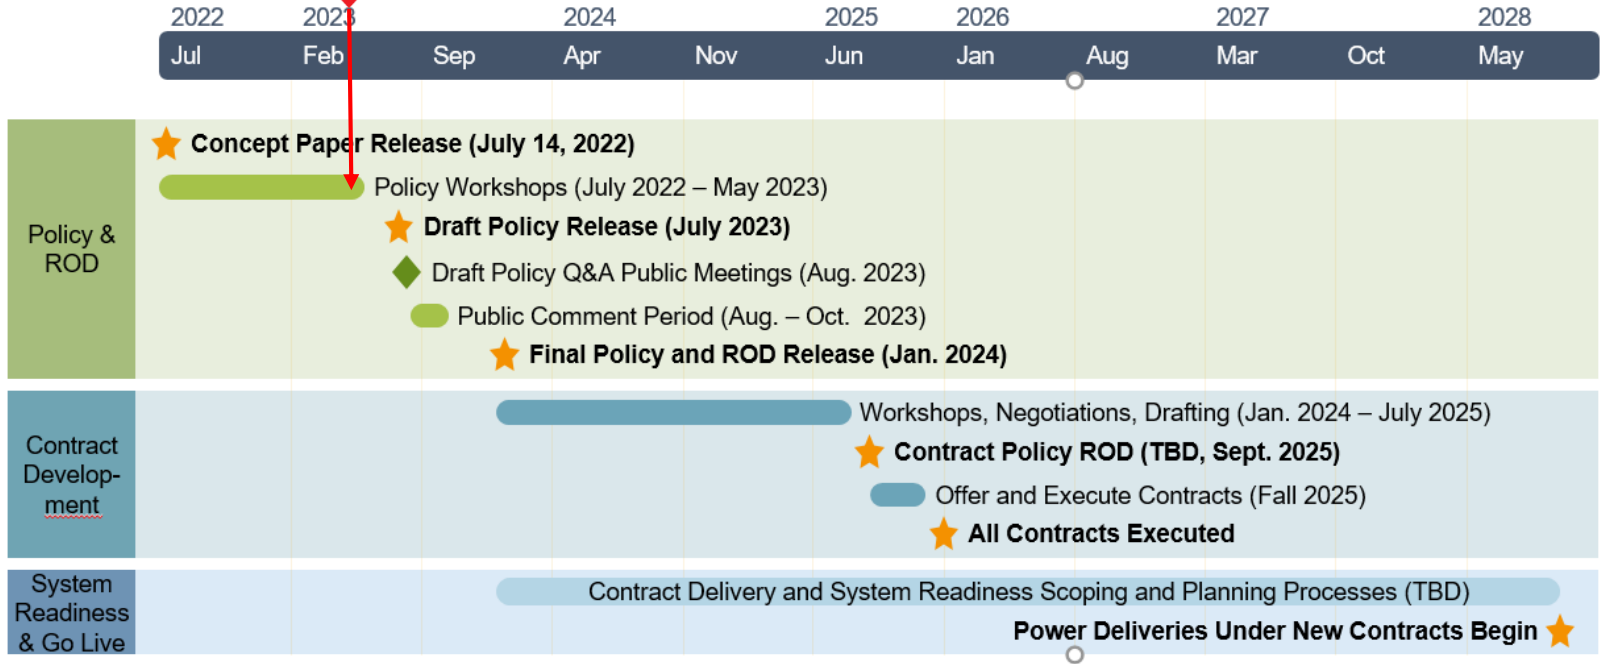 2022 2023 2024 2025 2026 2027 2028
Jul Feb Sep Apr Nov Jun Jan Aug Mar Oct May
Policy &
ROD
Concept Paper Release (July 14, 2022)
Policy Workshops (July 2022 – May 2023)
Draft Policy Release (July 2023)
Draft Policy Q&A Public Meetings (Aug. 2023)
Public Comment Period (Aug. – Oct.  2023)
Final Policy and ROD Release (Jan. 2024)
Contract
Develop-
ment
Workshops, Negotiations, Drafting (Jan. 2024 – July 2025)
Contract Policy ROD (TBD, Sept. 2025)
Offer and Execute Contracts (Fall 2025)
All Contracts Executed
System
Readiness
& Go Live
Contract Delivery and System Readiness Scoping and Planning Processes (TBD)
Power Deliveries Under New Contracts Begin